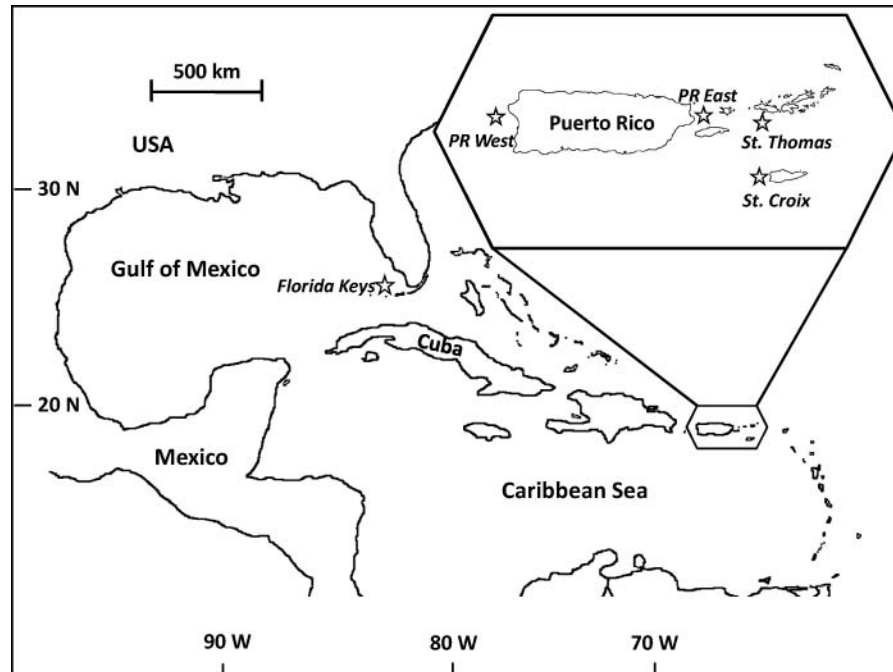 500 km
USA
30 N
Gulf of Mexico
Florida Keys
Cuba
20 N
Mexico
Caribbean Sea
90 W
80 W
70 W
PR West
Puerto Rico
PR East
St. Thomas
St. Croix